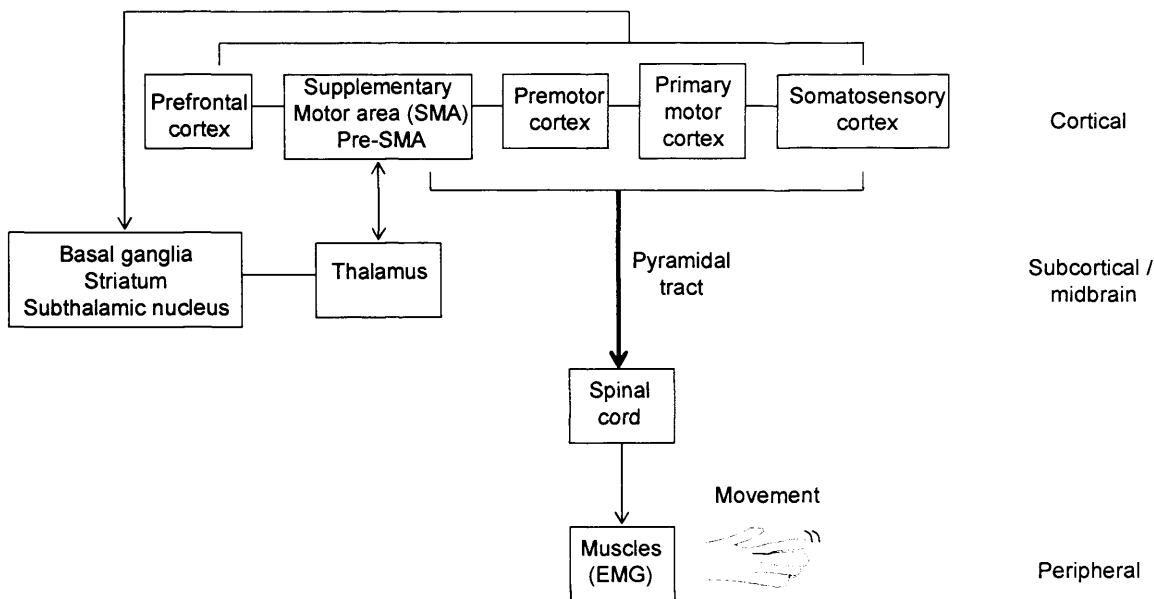 Prefrontal
cortex
Supplementary
Motor area (SMA)
Pre-SMA
Premotor
cortex
Primary
motor
cortex
Somatosensory
cortex
Cortical
Basal ganglia
Striatum
Subthalamic nucleus
Thalamus
Pyramidal
tract
Subcortical /
midbrain
Spinal
cord
Movement
Muscles
(EMG)
Peripheral